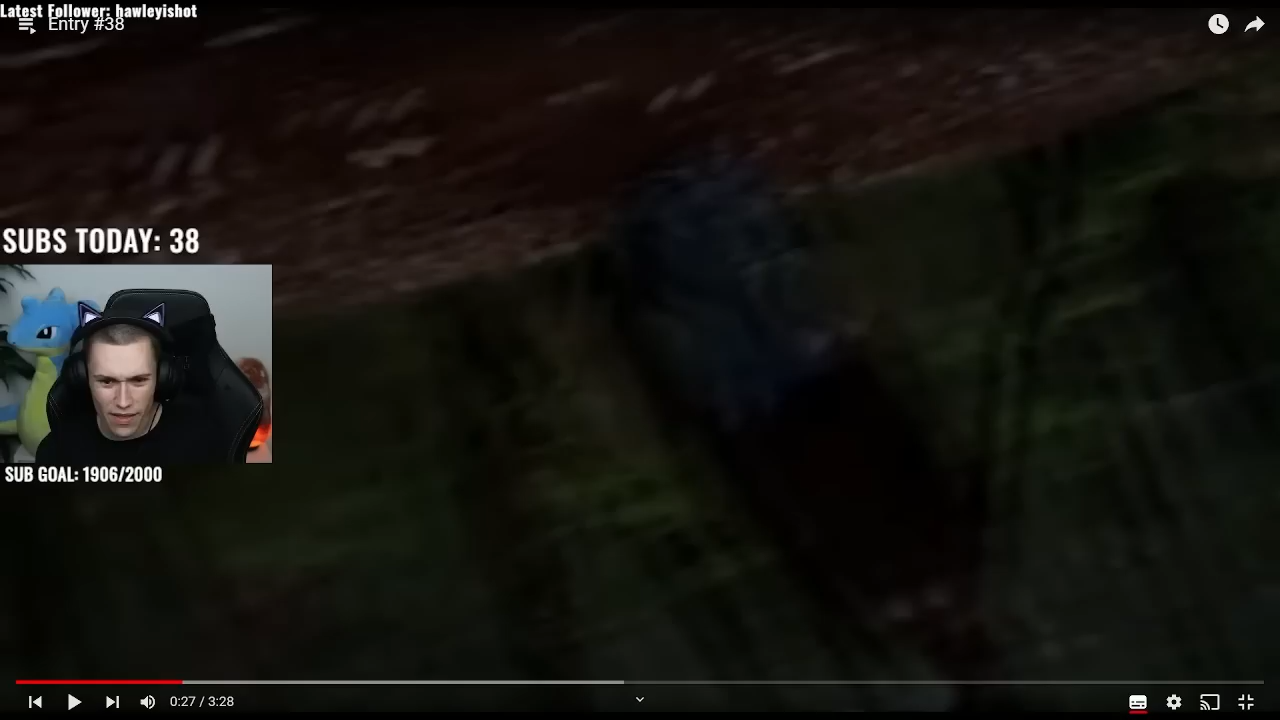 Latest Follower: hawleyishot
Entry #38
SUBS TODAY: 38
SUB GOAL: 1906/2000
0:27 / 3:28